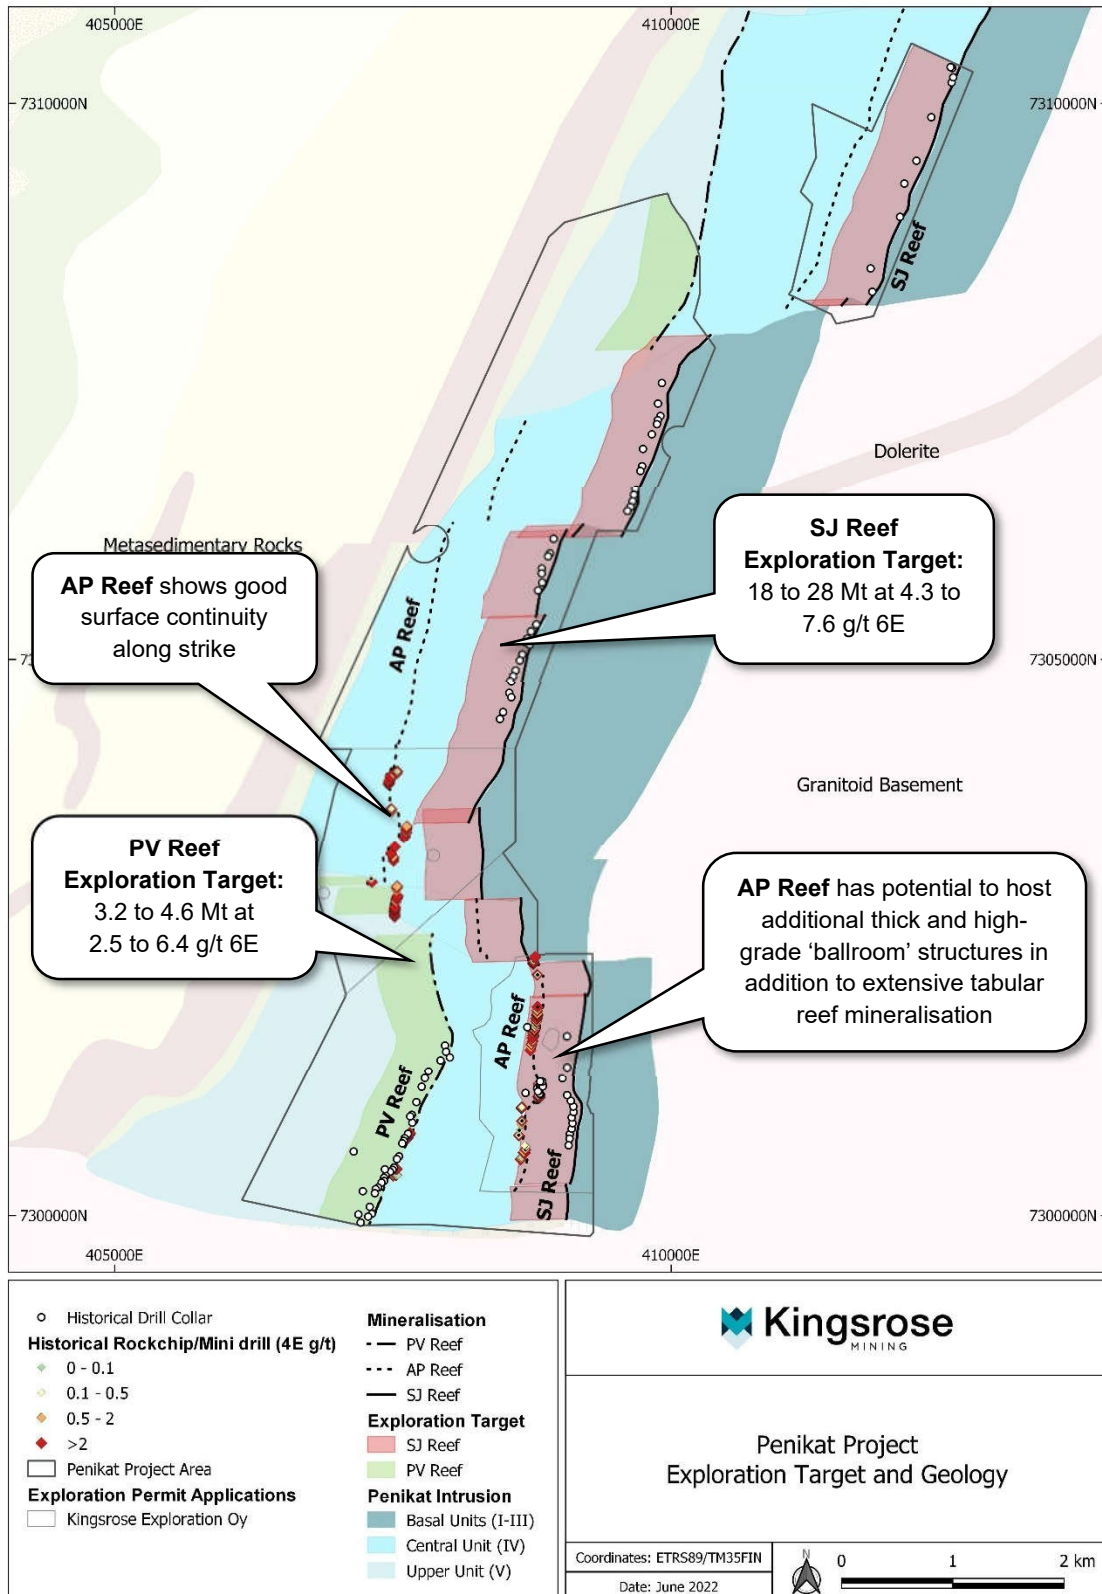 405000E
410000E
7310000N
7310000N
SJ Reef
Dolerite
Metasedimentary Rocks
SJ Reef
Exploration Target:
18 to 28 Mt at 4.3 to
7.6 g/t 6E
AP Reef shows good
surface continuity
along strike
AP Reef
7305000N
Granitoid Basement
PV Reef
Exploration Target:
3.2 to 4.6 Mt at
2.5 to 6.4 g/t 6E
AP Reef has potential to host
additional thick and high-
grade ‘ballroom’ structures in
addition to extensive tabular
reef mineralisation
AP Reef
PV Reef
SJ Reef
7300000N
7300000N
405000E
410000E
Historical Drill Collar
Historical Rockchip/Mini drill (4E g/t)
0 - 0.1
0.1 - 0.5
0.5 - 2
>2
Penikat Project Area
Exploration Permit Applications
Kingsrose Exploration Oy
Mineralisation
PV Reef
AP Reef
SJ Reef
Exploration Target
SJ Reef
PV Reef
Penikat Intrusion
Basal Units (I-III)
Central Unit (IV)
Upper Unit (V)
Kingsrose
MINING
Penikat Project
Exploration Target and Geology
Coordinates: ETRS89/TM35FIN
Date: June 2022
N
0 1 2 km